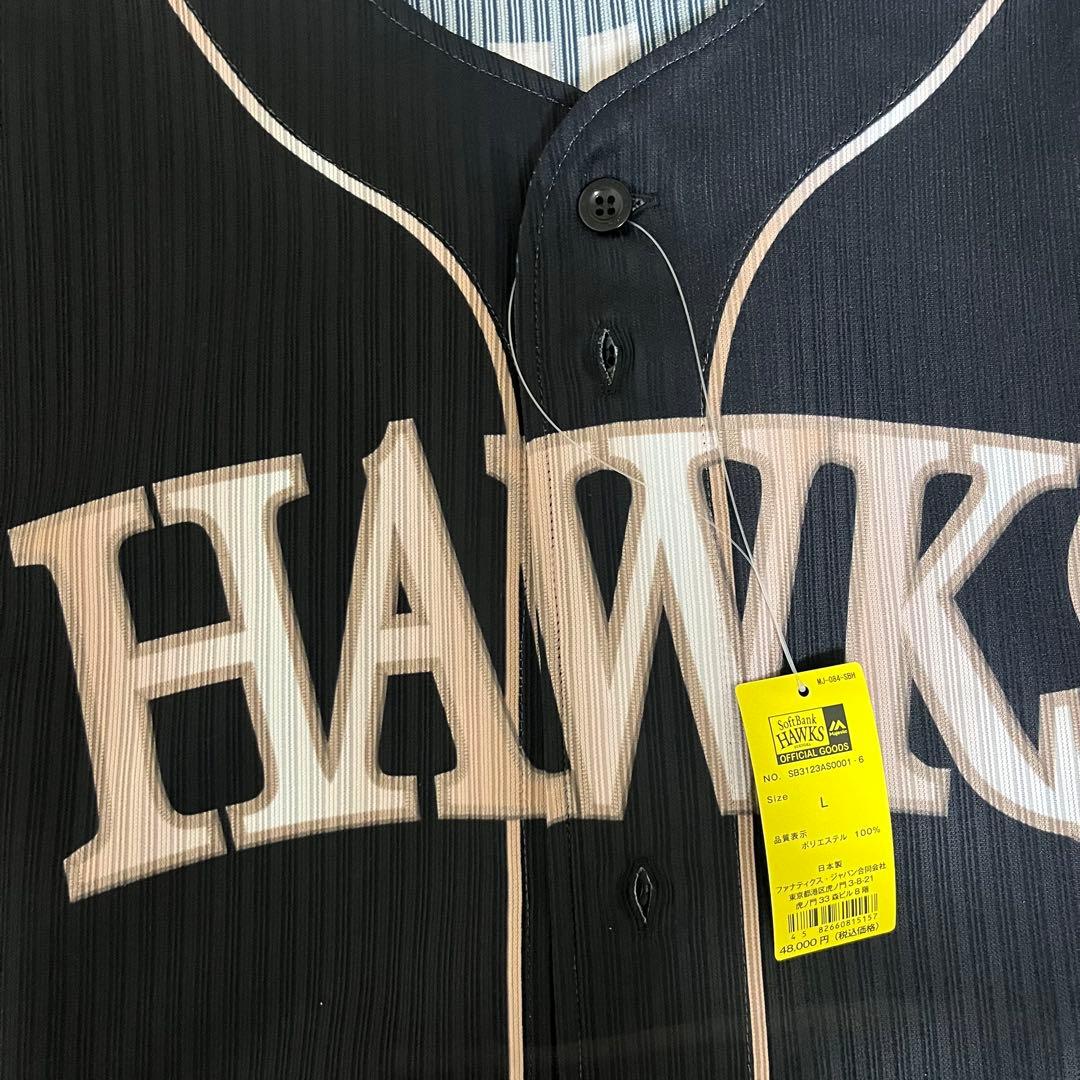 HAWKS
MJ-084-SBH
SoftBank
HAWKS
Majestic
OFFICIAL GOODS
NO. SB3123AS0001-6
Size L
品質表示
ポリエステル 100%
日本製
ファナティクス・ジャパン合同会社
東京都港区虎ノ門3-8-21
虎ノ門33森ビル8階
4582660815157
48,000円(税込価格)